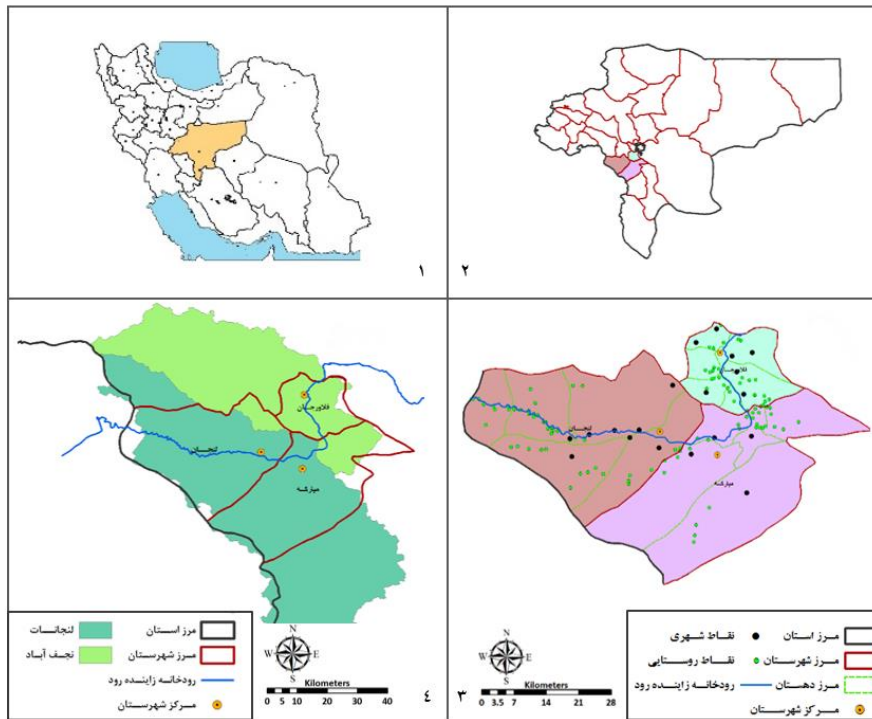 ۱
۲
فلاورجان
لنجان
مبارکه
فلاورجان
لنجان
مبارکه
لنجانات
مرز استان
نجف آباد
مرز شهرستان
رودخانه زاینده رود
مرکز شهرستان
N
W E
S
Kilometers
0 5 10 20 30 40
٤
نقاط شهری
مرز استان
نقاط روستایی
مرز شهرستان
رودخانه زاینده رود
مرز دهستان
مرکز شهرستان
N
W E
S
Kilometers
0 3.5 7 14 21 28
۳